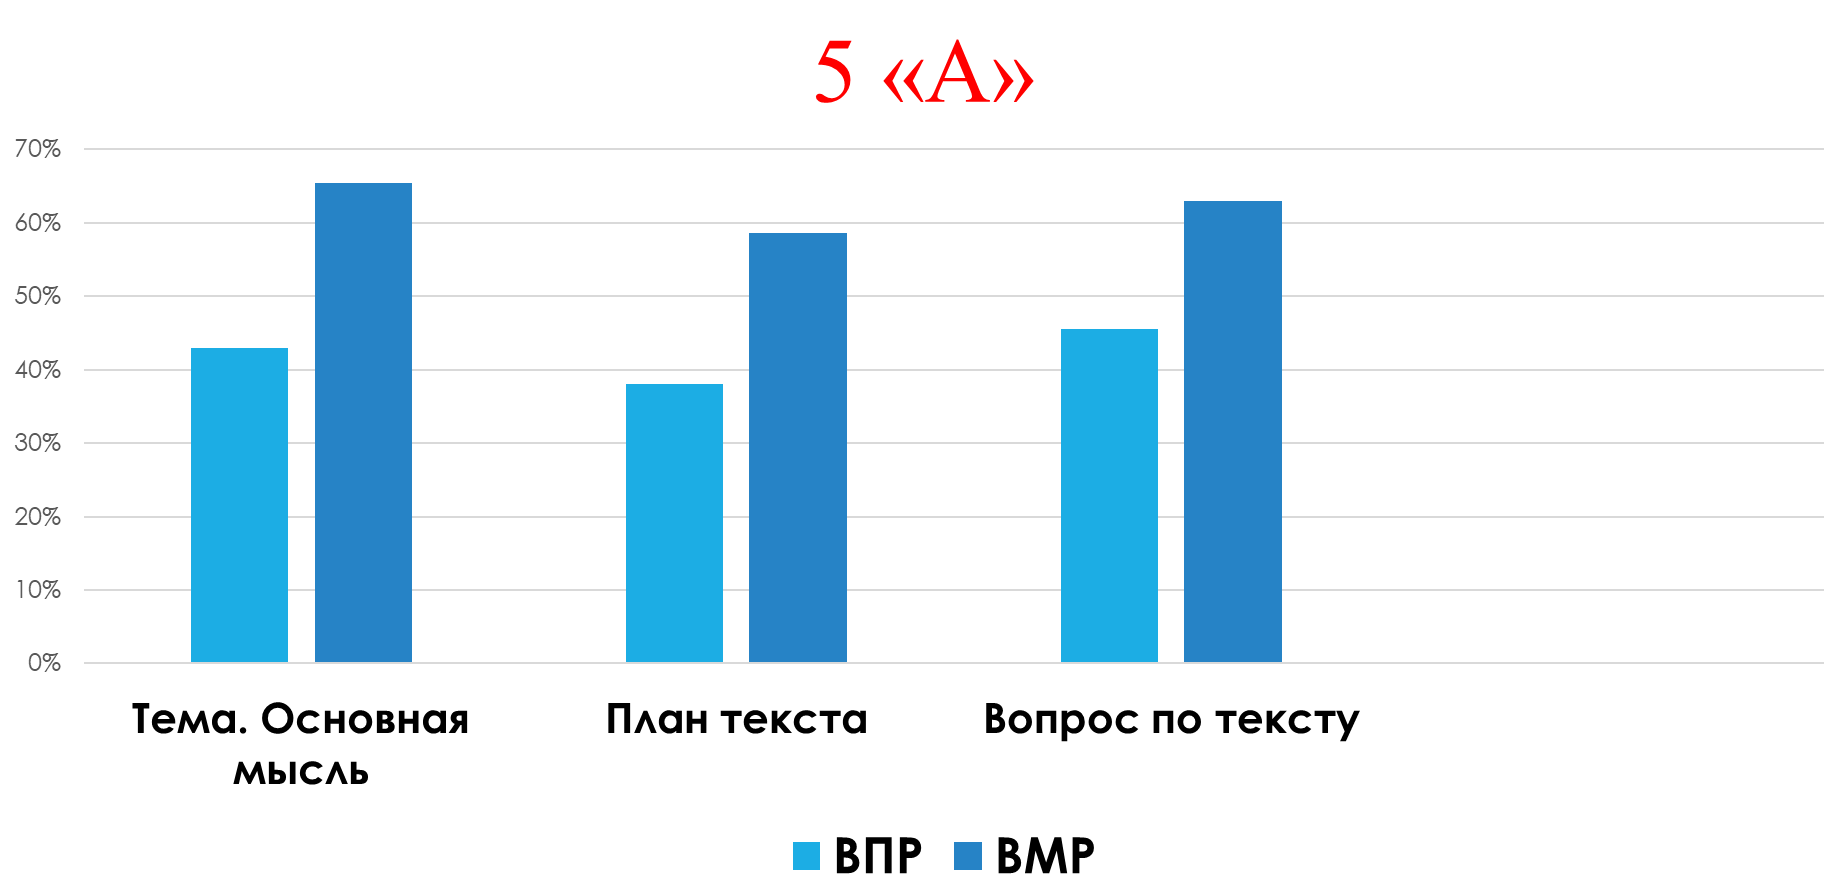 5 «А»
70%
60%
50%
40%
30%
20%
10%
0%
Тема. Основная
мысль
План текста
Вопрос по тексту
ВПР
ВМР